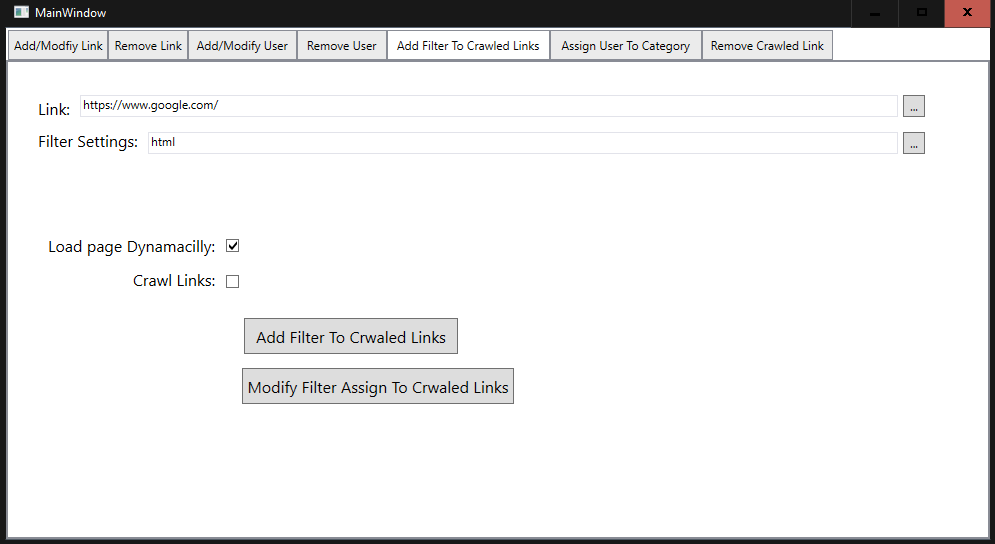 MainWindow
Add/Modfiy Link Remove Link Add/Modify User Remove User Add Filter To Crawled Links Assign User To Category Remove Crawled Link
Link: https://www.google.com/ ...
Filter Settings: html ...
Load page Dynamacilly:
Crawl Links:
Add Filter To Crwaled Links
Modify Filter Assign To Crwaled Links